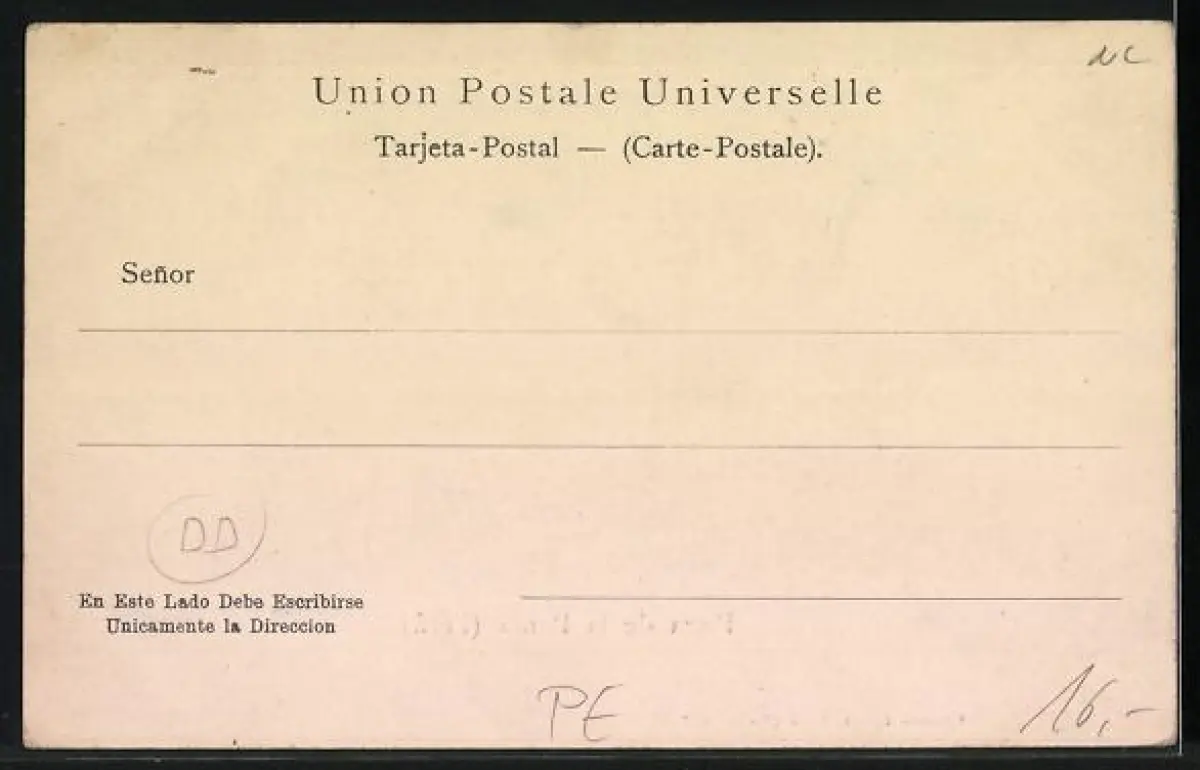 NC
Union Postale Universelle
Tarjeta-Postal — (Carte-Postale).
Señor
DD
En Este Lado Debe Escribirse
Unicamente la Direccion
PE
16,-